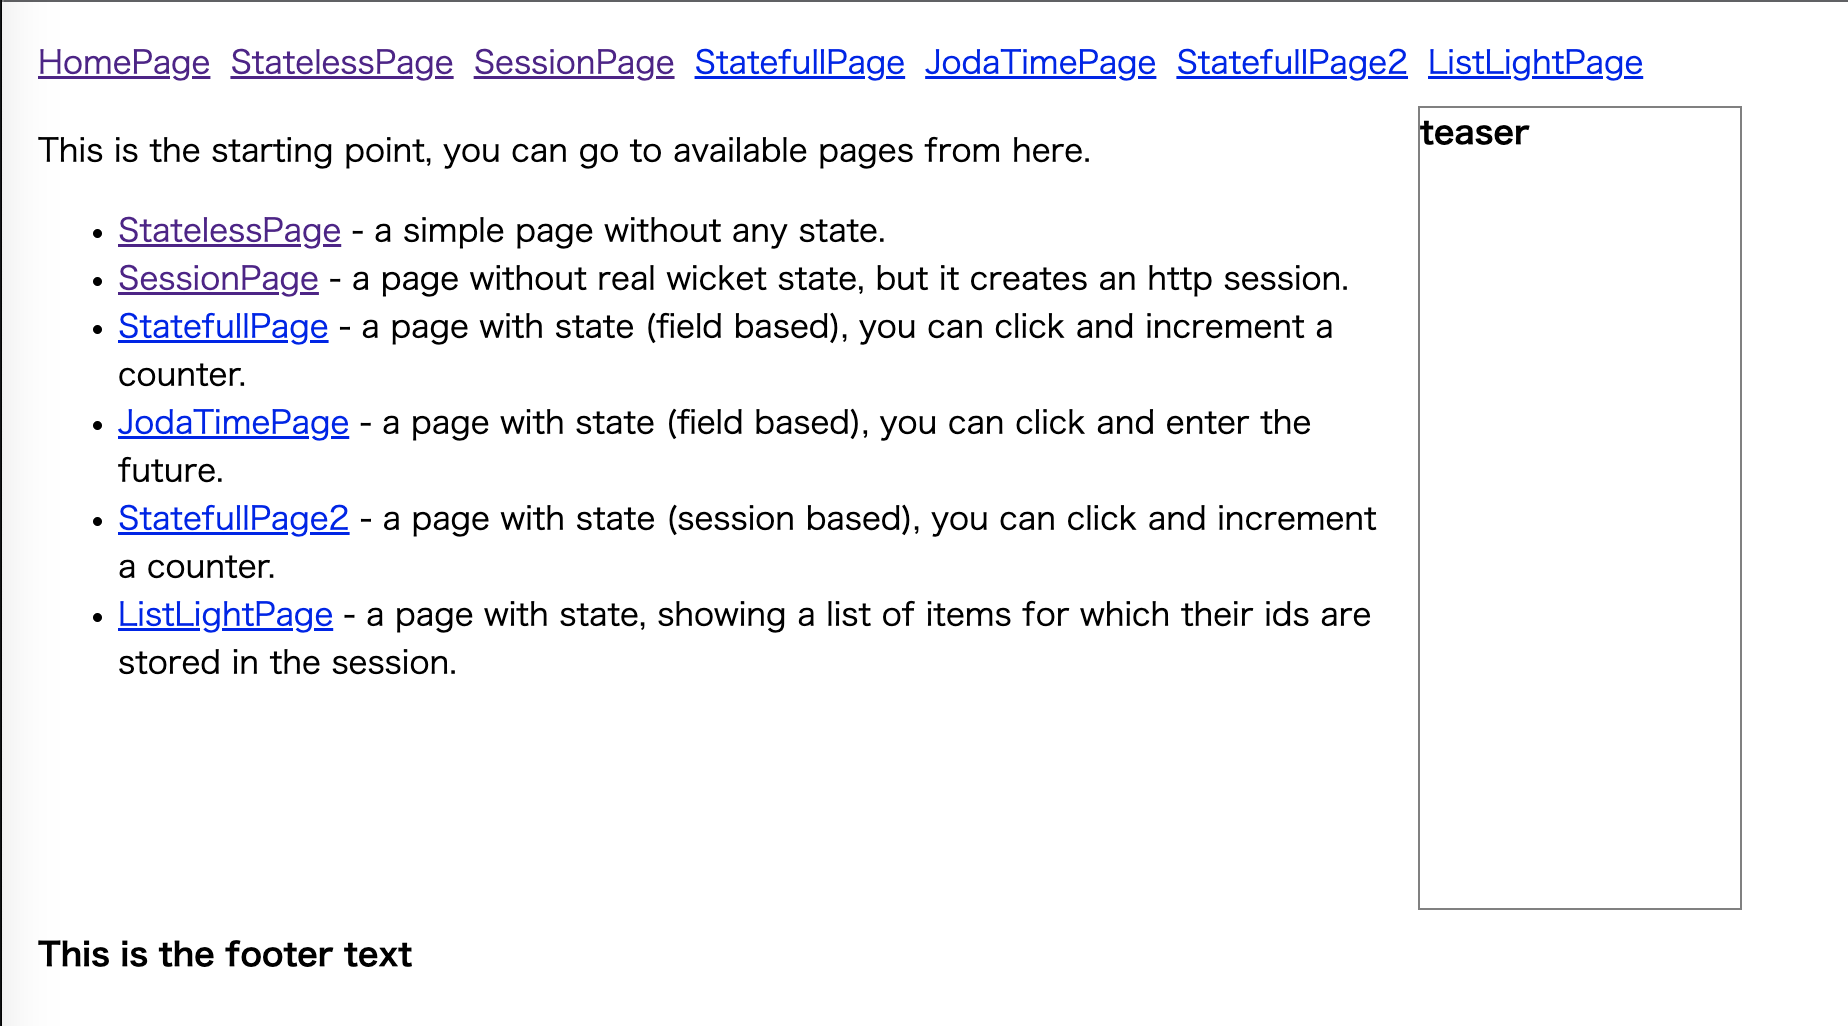 HomePage StatelessPage SessionPage StatefullPage JodaTimePage StatefullPage2 ListLightPage
This is the starting point, you can go to available pages from here.
• StatelessPage - a simple page without any state.
• SessionPage - a page without real wicket state, but it creates an http session.
• StatefullPage - a page with state (field based), you can click and increment a
counter.
• JodaTimePage - a page with state (field based), you can click and enter the
future.
• StatefullPage2 - a page with state (session based), you can click and increment
a counter.
• ListLightPage - a page with state, showing a list of items for which their ids are
stored in the session.
teaser
This is the footer text